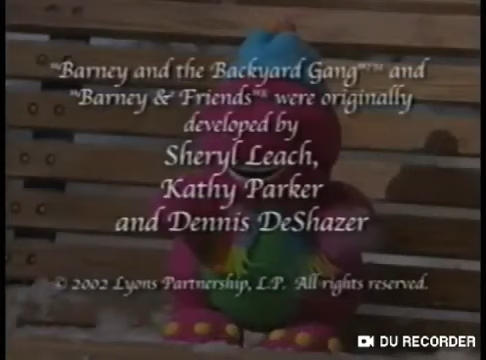 "Barney and the Backyard Gang"™ and
"Barney & Friends"® were originally
developed by
Sheryl Leach,
Kathy Parker
and Dennis DeShazer
© 2002 Lyons Partnership, L.P. All rights reserved.
DU RECORDER